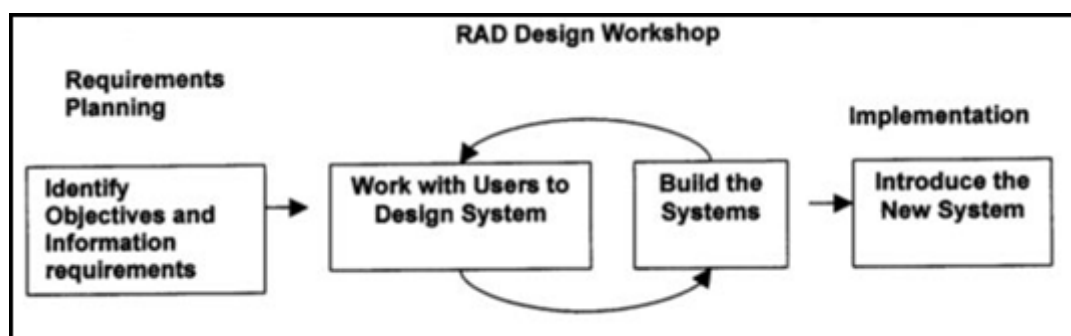 RAD Design Workshop
Requirements
Planning
Implementation
Identify
Objectives and
Information
requirements
Work with Users to
Design System
Build the
Systems
Introduce the
New System